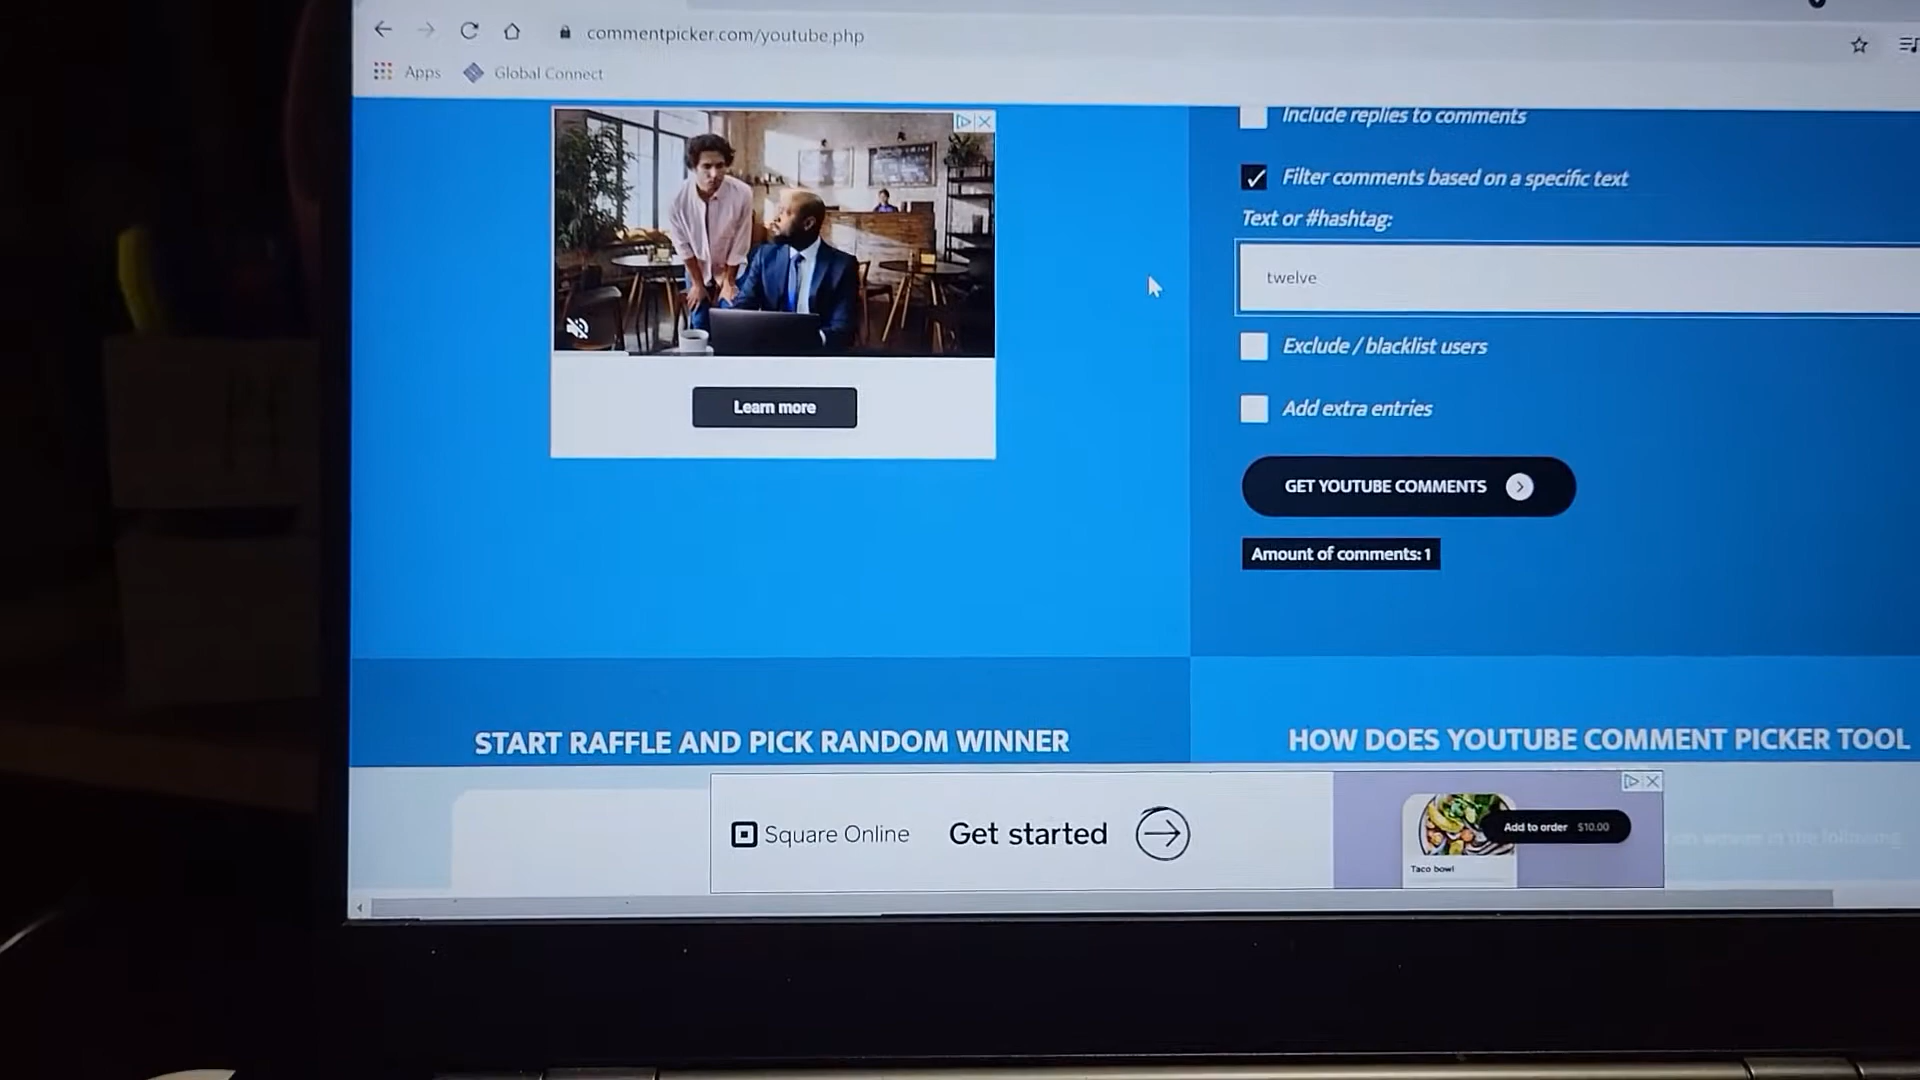 commentpicker.com/youtube.php
Apps
Global Connect
Include replies to comments
Filter comments based on a specific text
Text or #hashtag:
twelve
Exclude / blacklist users
Learn more
Add extra entries
GET YOUTUBE COMMENTS
Amount of comments: 1
START RAFFLE AND PICK RANDOM WINNER
HOW DOES YOUTUBE COMMENT PICKER TOOL
Square Online
Get started
Add to order $10.00
Taco bowl
in the following